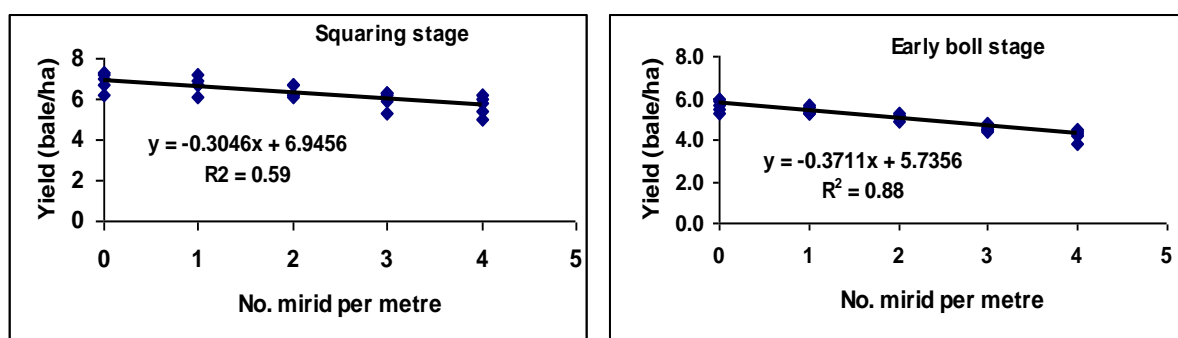 Squaring stage
Yield (bale/ha)
8
6
4
2
0
y = -0.3046x + 6.9456
R2 = 0.59
0 1 2 3 4 5
No. mirid per metre
Early boll stage
Yield (bale/ha)
8.0
6.0
4.0
2.0
0.0
y = -0.3711x + 5.7356
R² = 0.88
0 1 2 3 4 5
No. mirid per metre